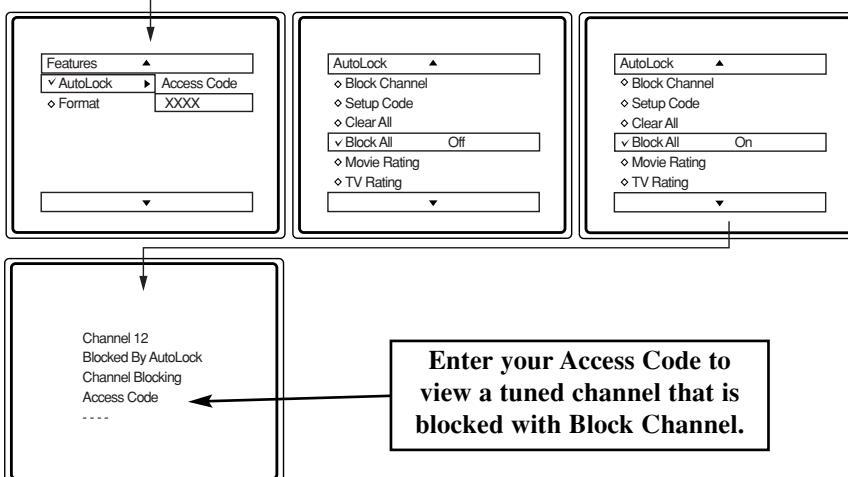 Features
AutoLock Access Code
Format XXXX
AutoLock
Block Channel
Setup Code
Clear All
Block All Off
Movie Rating
TV Rating
AutoLock
Block Channel
Setup Code
Clear All
Block All On
Movie Rating
TV Rating
Channel 12
Blocked By AutoLock
Channel Blocking
Access Code
- - - -
Enter your Access Code to
view a tuned channel that is
blocked with Block Channel.